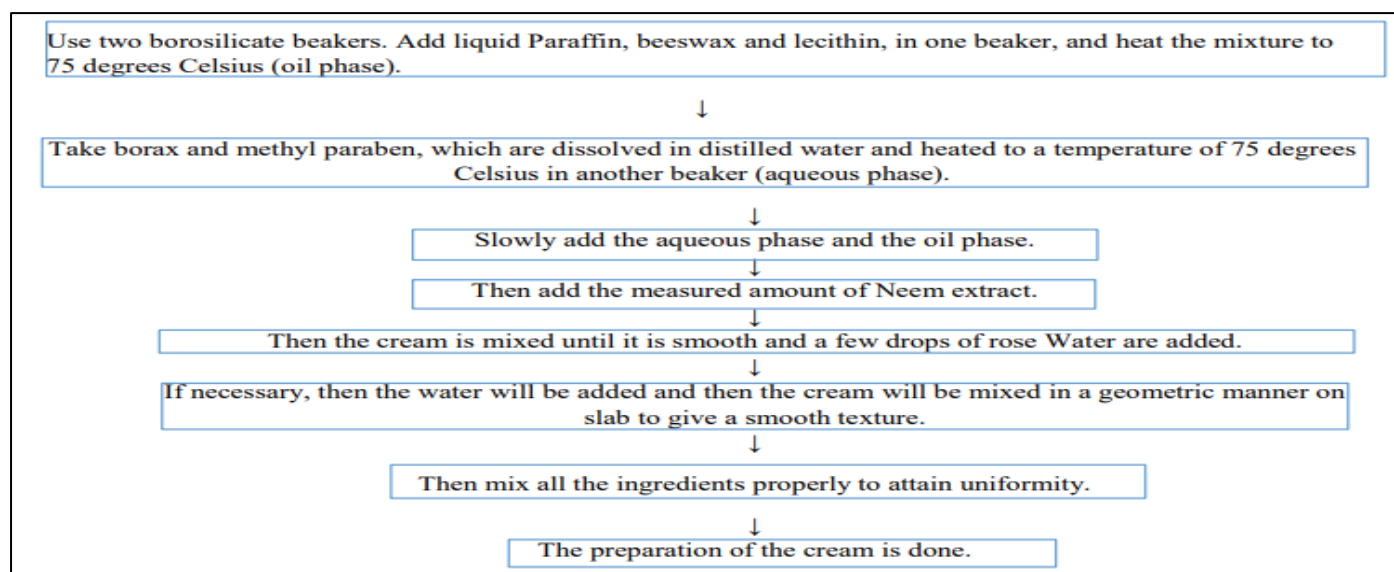 Use two borosilicate beakers. Add liquid Paraffin, beeswax and lecithin, in one beaker, and heat the mixture to
75 degrees Celsius (oil phase).
↓
Take borax and methyl paraben, which are dissolved in distilled water and heated to a temperature of 75 degrees
Celsius in another beaker (aqueous phase).
↓
Slowly add the aqueous phase and the oil phase.
↓
Then add the measured amount of Neem extract.
↓
Then the cream is mixed until it is smooth and a few drops of rose Water are added.
↓
If necessary, then the water will be added and then the cream will be mixed in a geometric manner on
slab to give a smooth texture.
↓
Then mix all the ingredients properly to attain uniformity.
↓
The preparation of the cream is done.